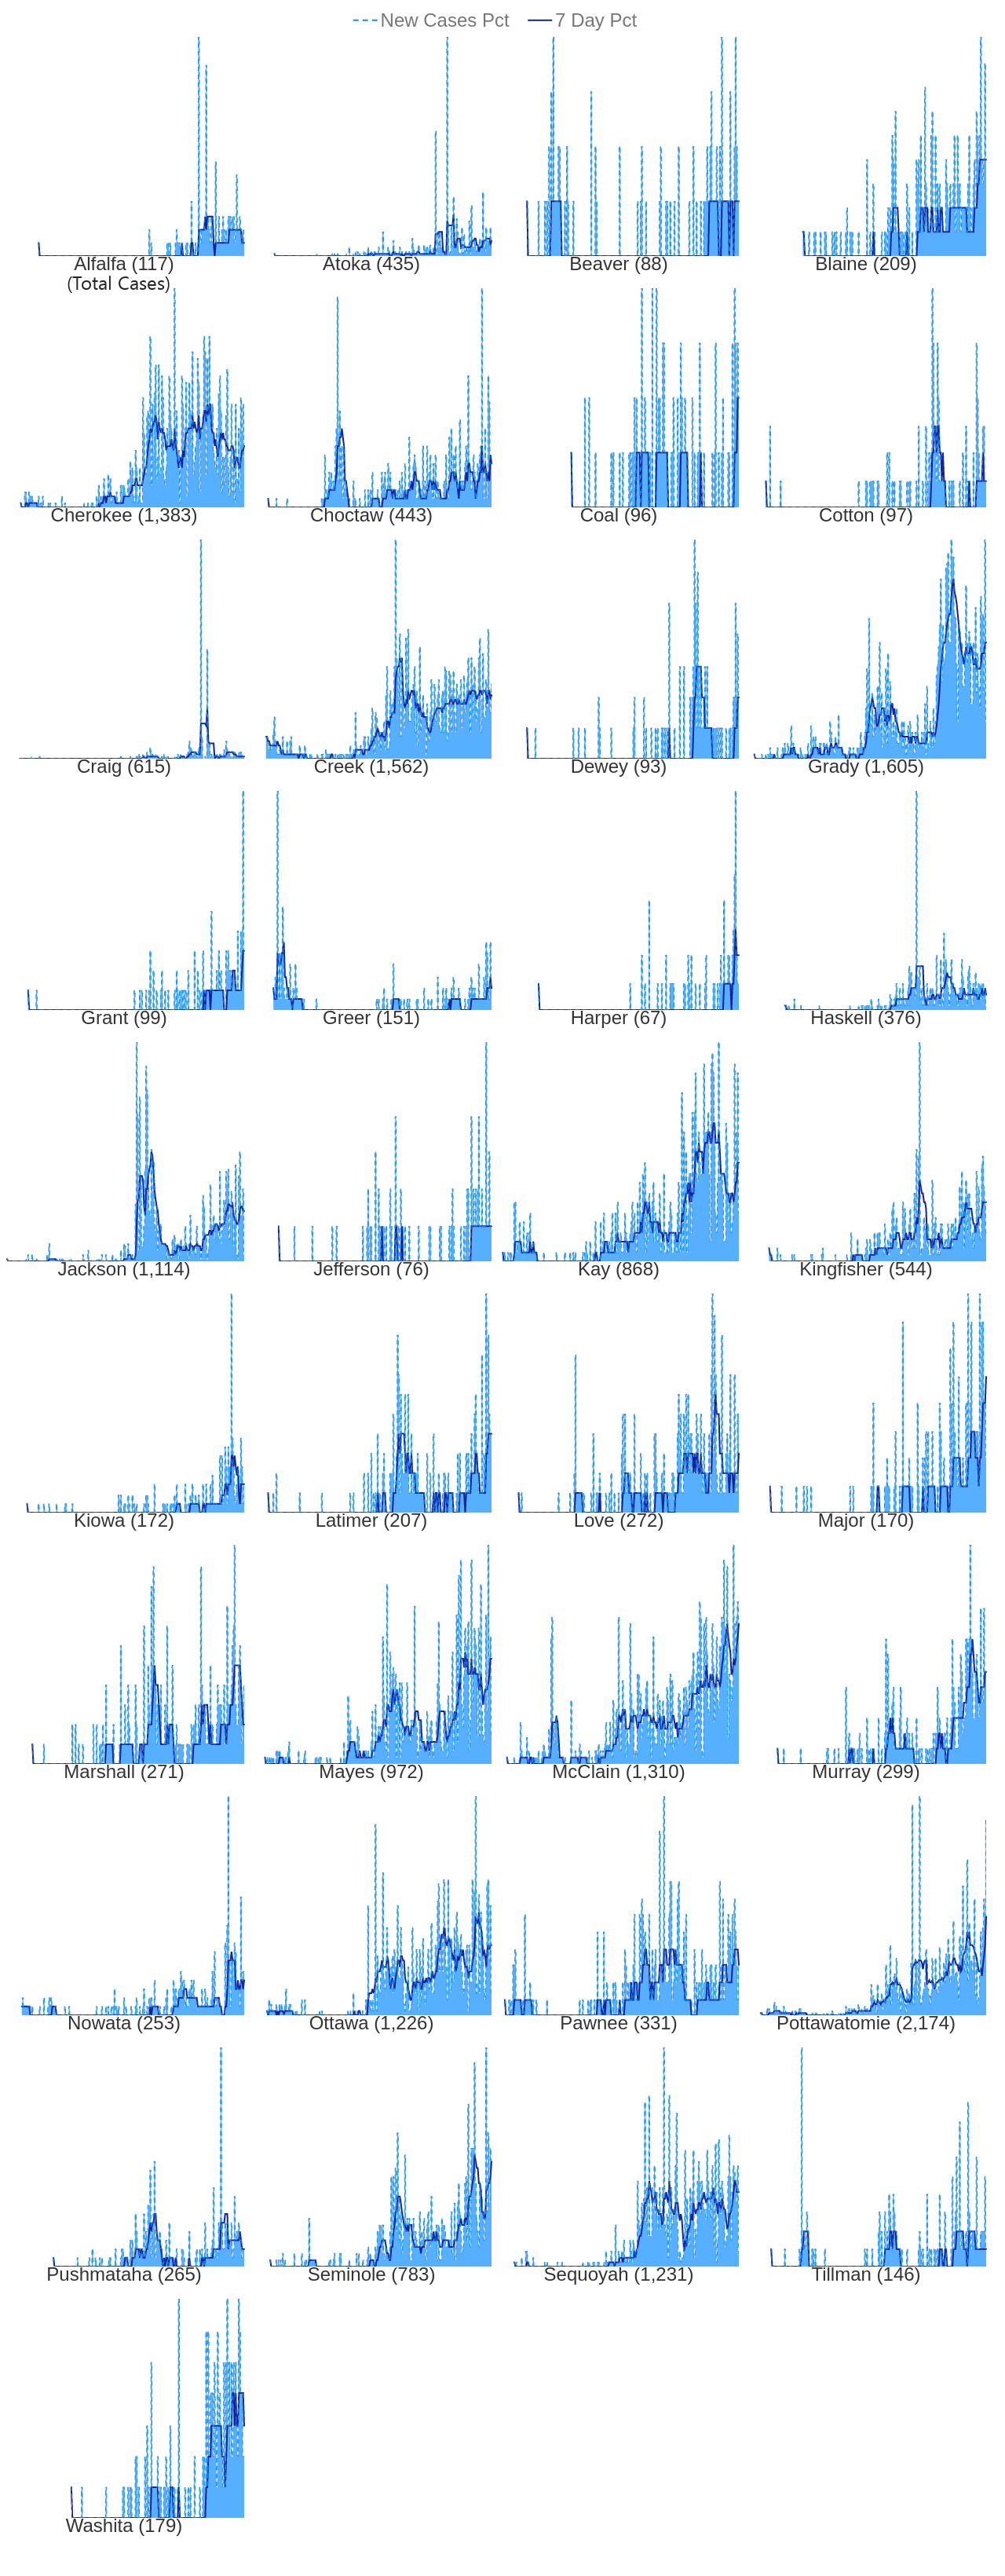 New Cases Pct 7 Day Pct
Alfalfa (117) Atoka (435) Beaver (88) Blaine (209)
(Total Cases)
Cherokee (1,383) Choctaw (443) Coal (96) Cotton (97)
Craig (615) Creek (1,562) Dewey (93) Grady (1,605)
Grant (99) Greer (151) Harper (67) Haskell (376)
Jackson (1,114) Jefferson (76) Kay (868) Kingfisher (544)
Kiowa (172) Latimer (207) Love (272) Major (170)
Marshall (271) Mayes (972) McClain (1,310) Murray (299)
Nowata (253) Ottawa (1,226) Pawnee (331) Pottawatomie (2,174)
Pushmataha (265) Seminole (783) Sequoyah (1,231) Tillman (146)
Washita (179)